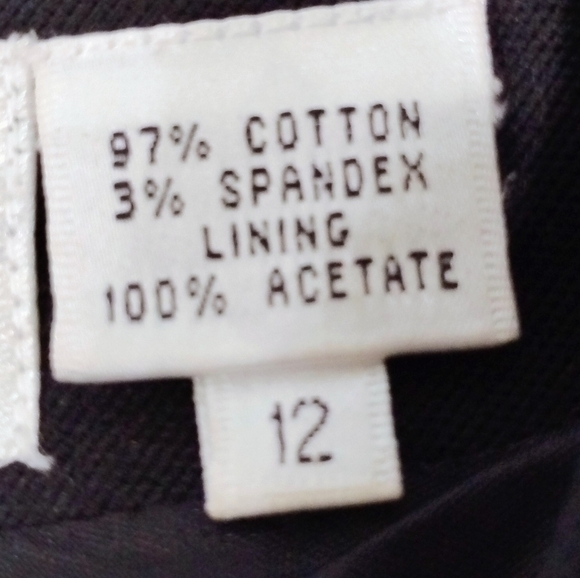 97% COTTON
3% SPANDEX
LINING
100% ACETATE
12